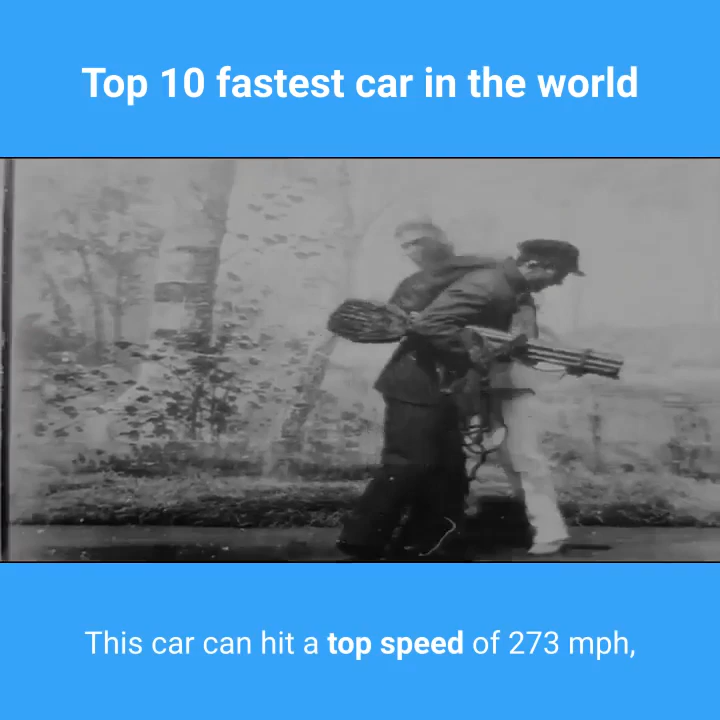 Top 10 fastest car in the world
This car can hit a top speed of 273 mph,